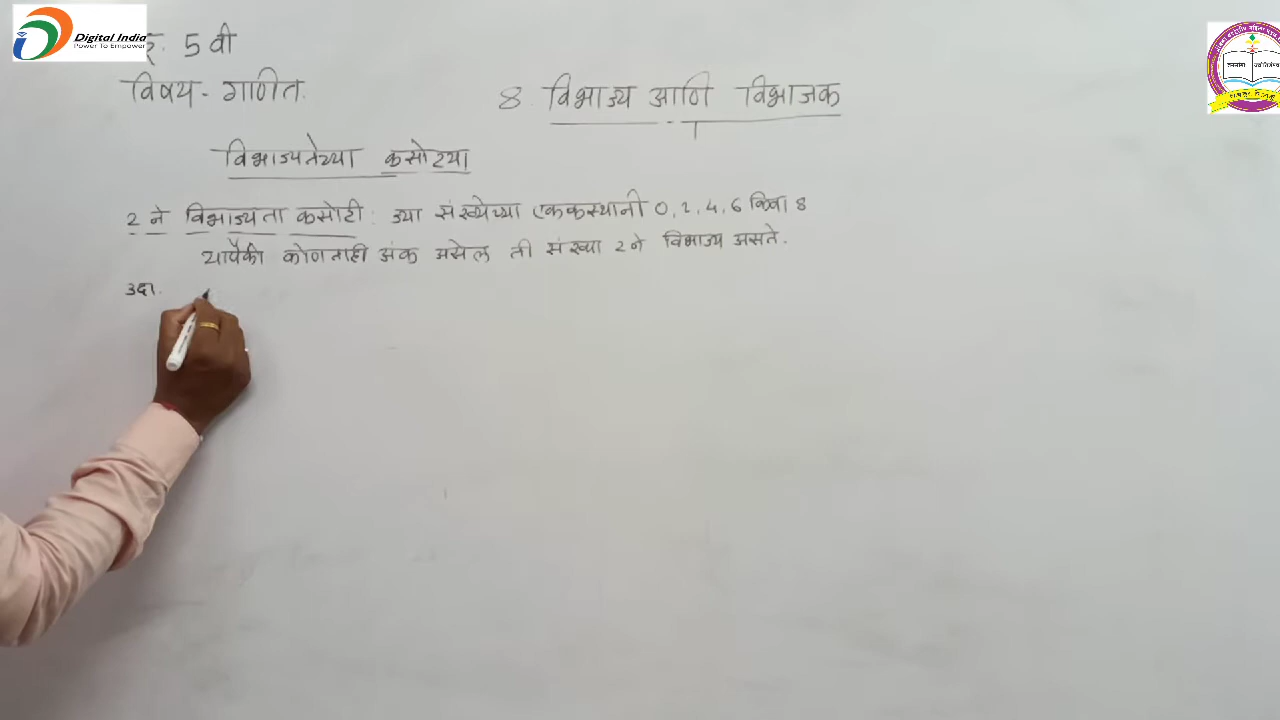 Digital India
Power To Empower
इ. 5 वी
विषय - गणित.
8. विभाज्य आणि विभाजक
विभाज्यतेच्या कसोट्या
2 ने विभाज्यता कसोटी : ज्या संख्येच्या एककस्थानी 0, 2, 4, 6 किंवा 8
यापैकी कोणताही अंक असेल ती संख्या 2 ने विभाज्य असते.
उदा.